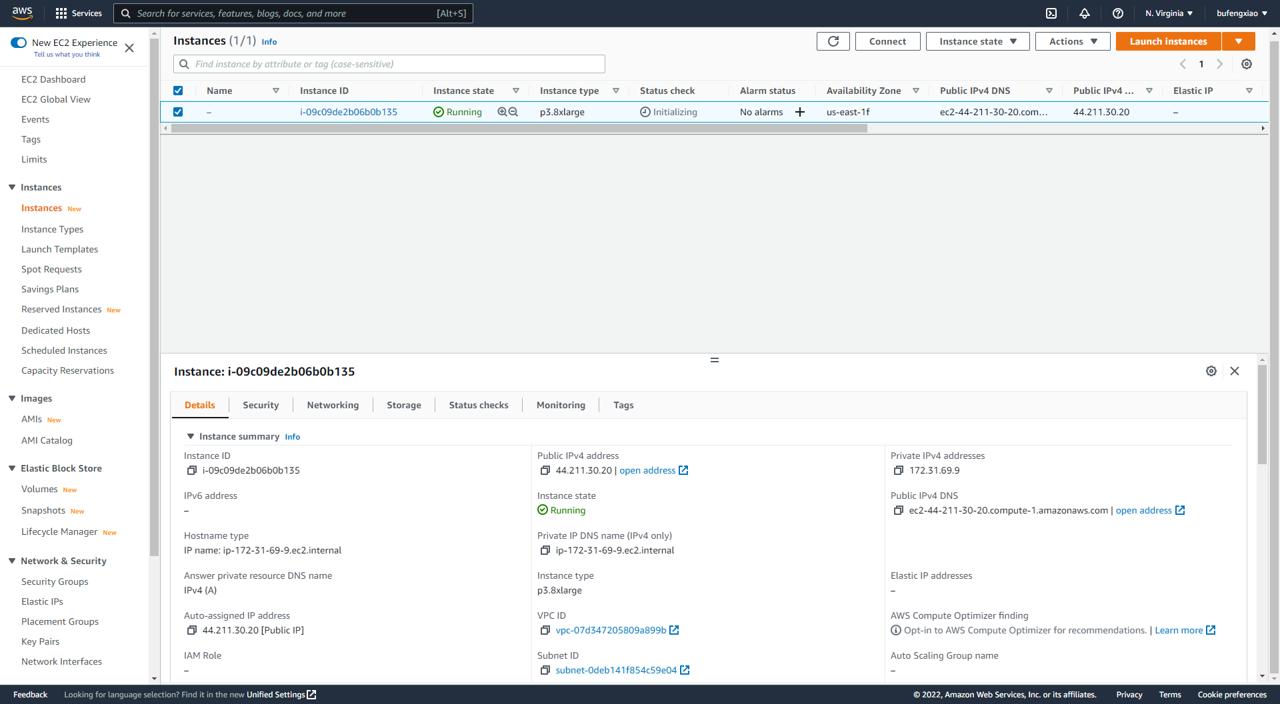 aws Services Search for services, features, blogs, docs, and more [Alt+S] N. Virginia ▼ bufengxiao ▼
New EC2 Experience
Tell us what you think
EC2 Dashboard
EC2 Global View
Events
Tags
Limits
Instances
Instances New
Instance Types
Launch Templates
Spot Requests
Savings Plans
Reserved Instances New
Dedicated Hosts
Scheduled Instances
Capacity Reservations
Images
AMIs New
AMI Catalog
Elastic Block Store
Volumes New
Snapshots New
Lifecycle Manager New
Network & Security
Security Groups
Elastic IPs
Placement Groups
Key Pairs
Network Interfaces
Instances (1/1) Info Connect Instance state ▼ Actions ▼ Launch instances ▼
Find instance by attribute or tag (case-sensitive) 1
Name Instance ID Instance state Instance type Status check Alarm status Availability Zone Public IPv4 DNS Public IPv4 ... Elastic IP
– i-09c09de2b06b0b135 Running p3.8xlarge Initializing No alarms + us-east-1f ec2-44-211-30-20.com... 44.211.30.20 –
Instance: i-09c09de2b06b0b135
Details Security Networking Storage Status checks Monitoring Tags
▼ Instance summary Info
Instance ID
i-09c09de2b06b0b135
Public IPv4 address
44.211.30.20 | open address
Private IPv4 addresses
172.31.69.9
IPv6 address
–
Instance state
Running
Public IPv4 DNS
ec2-44-211-30-20.compute-1.amazonaws.com | open address
Hostname type
IP name: ip-172-31-69-9.ec2.internal
Private IP DNS name (IPv4 only)
ip-172-31-69-9.ec2.internal
Answer private resource DNS name
IPv4 (A)
Instance type
p3.8xlarge
Elastic IP addresses
–
Auto-assigned IP address
44.211.30.20 [Public IP]
VPC ID
vpc-07d347205809a899b
AWS Compute Optimizer finding
Opt-in to AWS Compute Optimizer for recommendations. | Learn more
IAM Role
–
Subnet ID
subnet-0deb141f854c59e04
Auto Scaling Group name
–
Feedback Looking for language selection? Find it in the new Unified Settings © 2022, Amazon Web Services, Inc. or its affiliates. Privacy Terms Cookie preferences